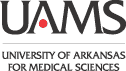 UAMS
UNIVERSITY OF ARKANSAS
FOR MEDICAL SCIENCES